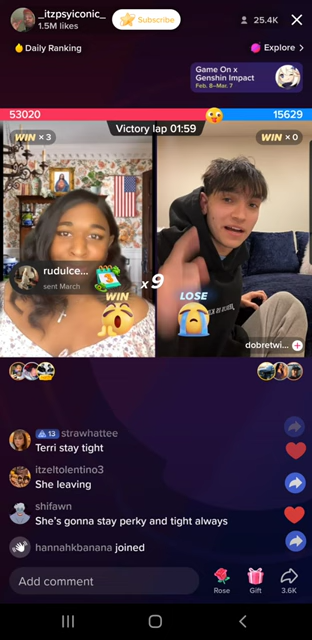 _itzpsyiconic_
1.5M likes
Subscribe
25.4K
Daily Ranking
Explore >
Game On x
Genshin Impact
Feb. 8–Mar. 7
53020
15629
WIN ×3
Victory lap 01:59
WIN ×0
rudulce...
sent March
x9
WIN
LOSE
dobretwi...
13 strawhattee
Terri stay tight
itzeltolentino3
She leaving
shifawn
She's gonna stay perky and tight always
hannahkbanana joined
Add comment
Rose
Gift
3.6K